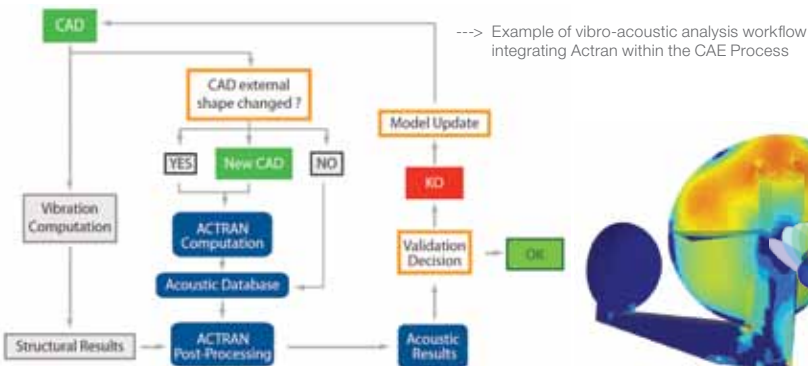 CAD
---> Example of vibro-acoustic analysis workflow
integrating Actran within the CAE Process
CAD external
shape changed ?
Model Update
YES
New CAD
NO
KO
Vibration
Computation
ACTRAN
Computation
Validation
Decision
OK
Acoustic Database
Structural Results
ACTRAN
Post-Processing
Acoustic
Results